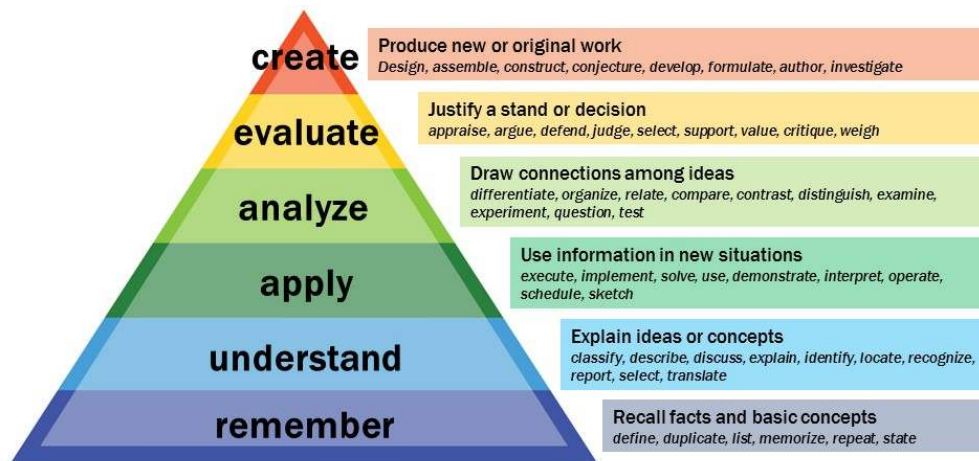 create
Produce new or original work
Design, assemble, construct, conjecture, develop, formulate, author, investigate
evaluate
Justify a stand or decision
appraise, argue, defend, judge, select, support, value, critique, weigh
analyze
Draw connections among ideas
differentiate, organize, relate, compare, contrast, distinguish, examine,
experiment, question, test
apply
Use information in new situations
execute, implement, solve, use, demonstrate, interpret, operate,
schedule, sketch
understand
Explain ideas or concepts
classify, describe, discuss, explain, identify, locate, recognize,
report, select, translate
remember
Recall facts and basic concepts
define, duplicate, list, memorize, repeat, state